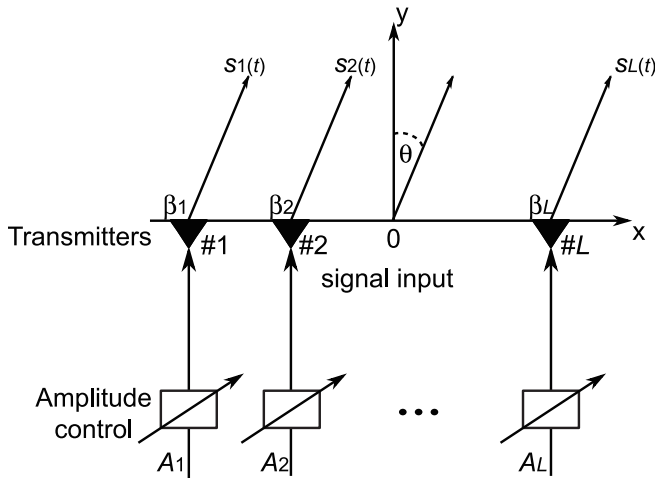 y
s1(t)
s2(t)
sL(t)
θ
β1
β2
βL
Transmitters
#1
#2
0
#L
x
signal input
Amplitude
control
...
A1
A2
AL